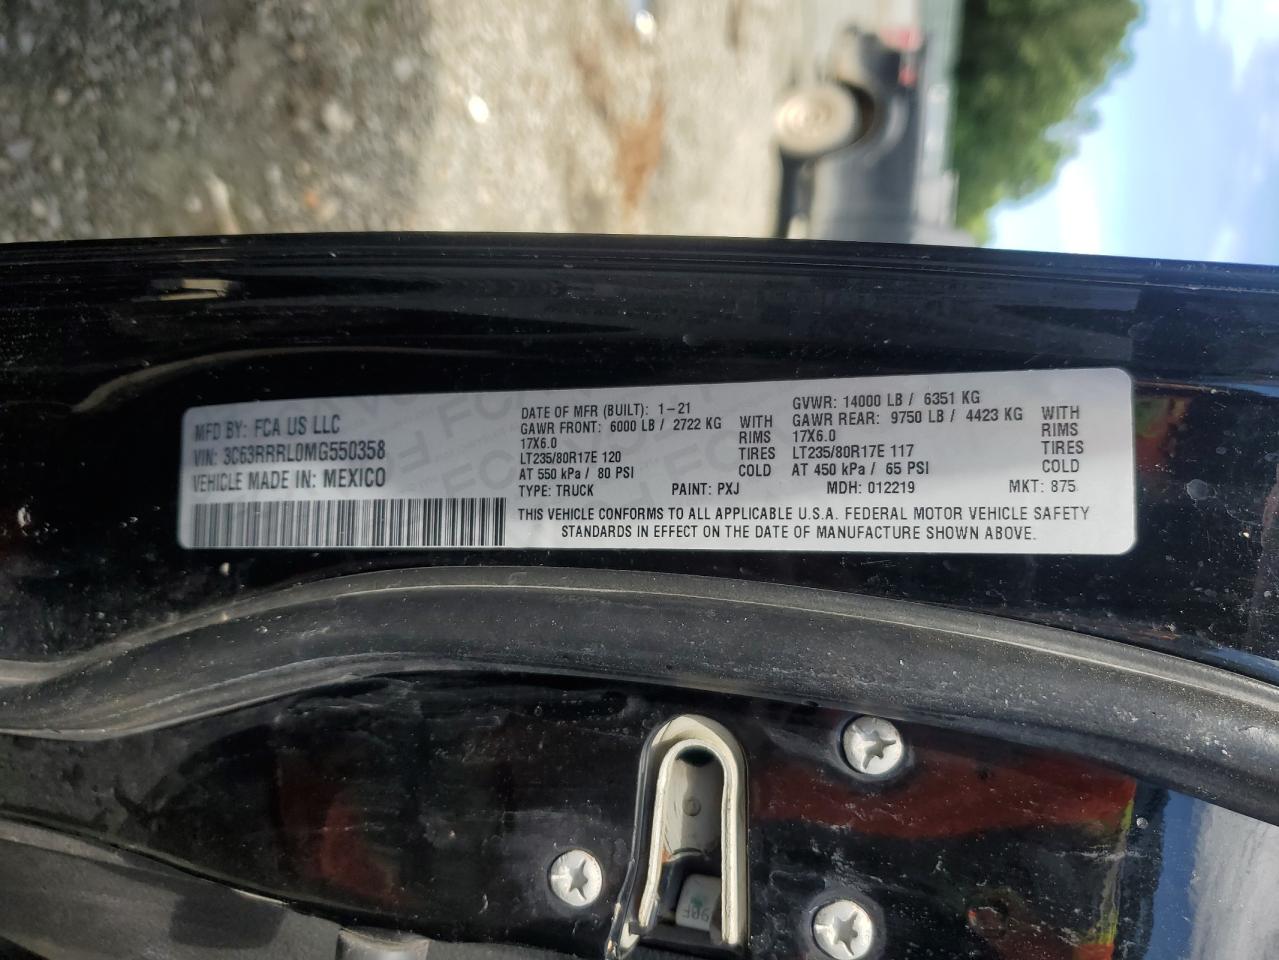 MFD BY: FCA US LLC
VIN: 3C63RRRL0MG550358
VEHICLE MADE IN: MEXICO
DATE OF MFR (BUILT): 1-21
GAWR FRONT: 6000 LB / 2722 KG WITH
17X6.0 RIMS
LT235/80R17E 120 TIRES
AT 550 kPa / 80 PSI COLD
GVWR: 14000 LB / 6351 KG
GAWR REAR: 9750 LB / 4423 KG WITH
17X6.0 RIMS
LT235/80R17E 117 TIRES
AT 450 kPa / 65 PSI COLD
TYPE: TRUCK PAINT: PXJ MDH: 012219 MKT: 875
THIS VEHICLE CONFORMS TO ALL APPLICABLE U.S.A. FEDERAL MOTOR VEHICLE SAFETY
STANDARDS IN EFFECT ON THE DATE OF MANUFACTURE SHOWN ABOVE.